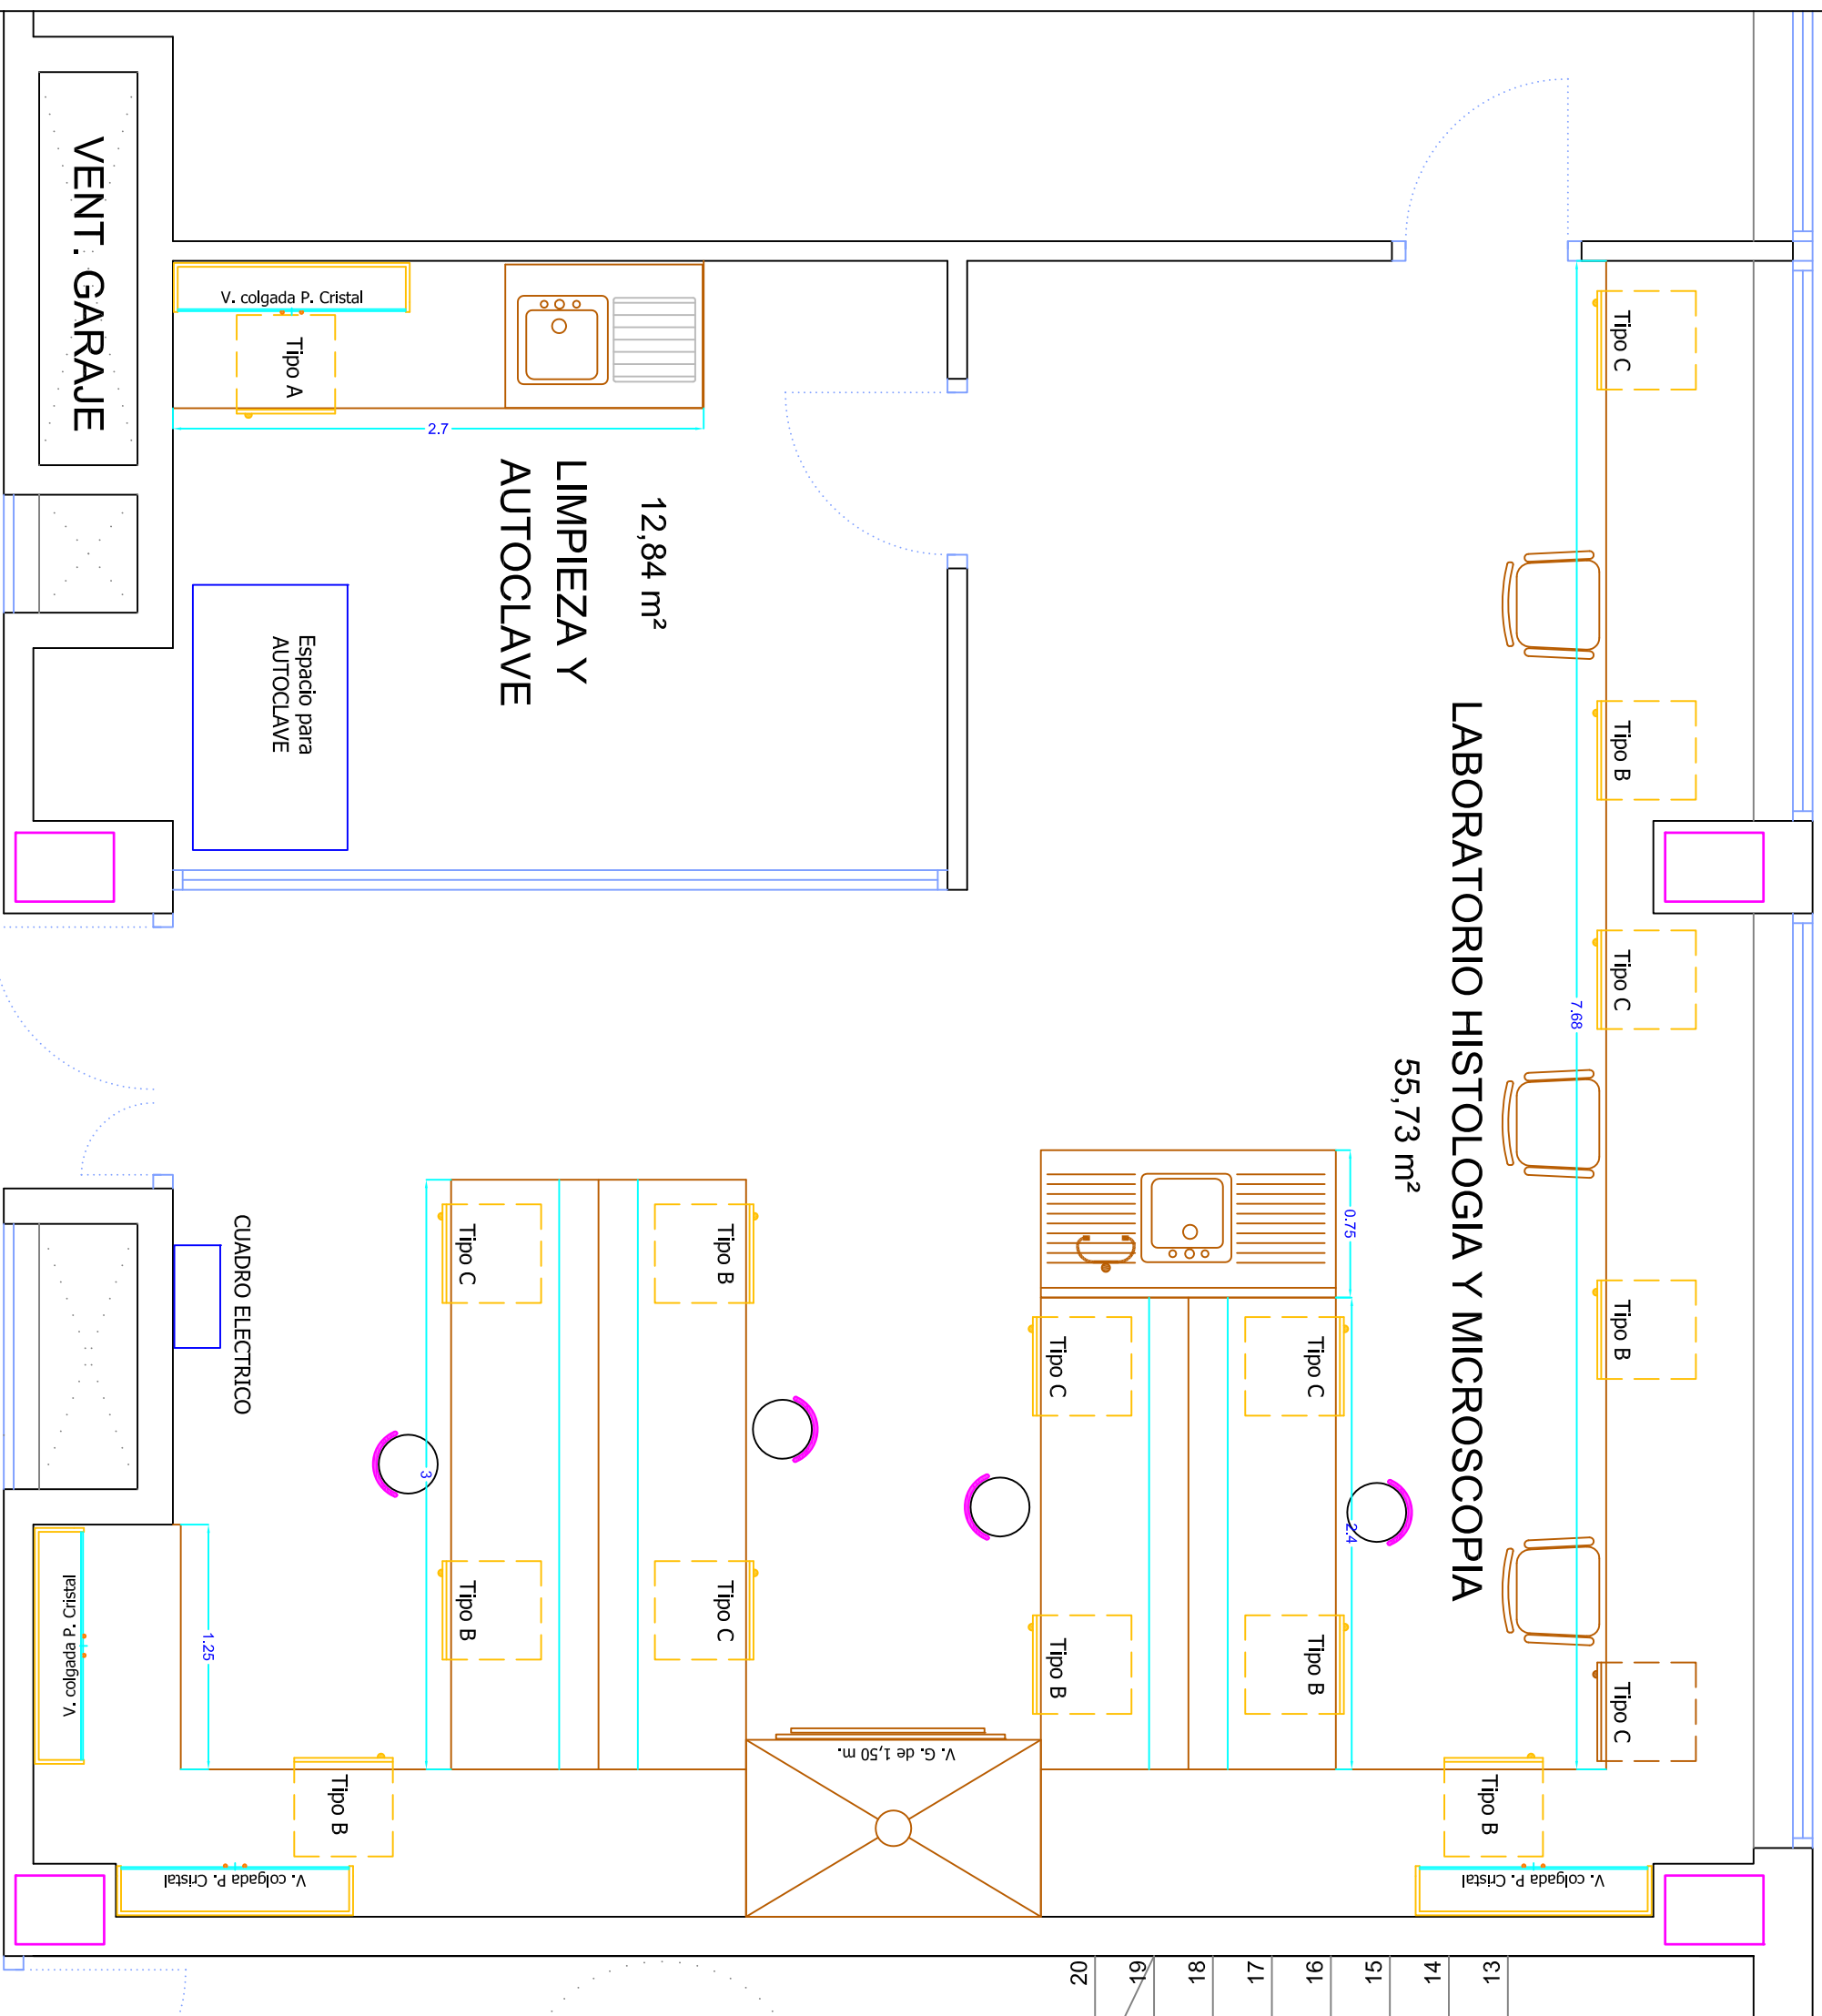 VENT. GARAJE
V. colgada P. Cristal
Tipo A
2.7
LIMPIEZA Y
AUTOCLAVE
12,84 m²
Espacio para
AUTOCLAVE
LABORATORIO HISTOLOGIA Y MICROSCOPIA
55,73 m²
7.68
Tipo C
Tipo B
Tipo C
Tipo B
Tipo C
CUADRO ELECTRICO
Tipo C
Tipo B
3
Tipo B
Tipo C
0.75
Tipo C
Tipo C
2.4
Tipo B
Tipo B
1.25
V. colgada P. Cristal
Tipo B
V. colgada P. Cristal
V. G. de 1,50 m.
Tipo B
V. colgada P. Cristal
20
19
18
17
16
15
14
13